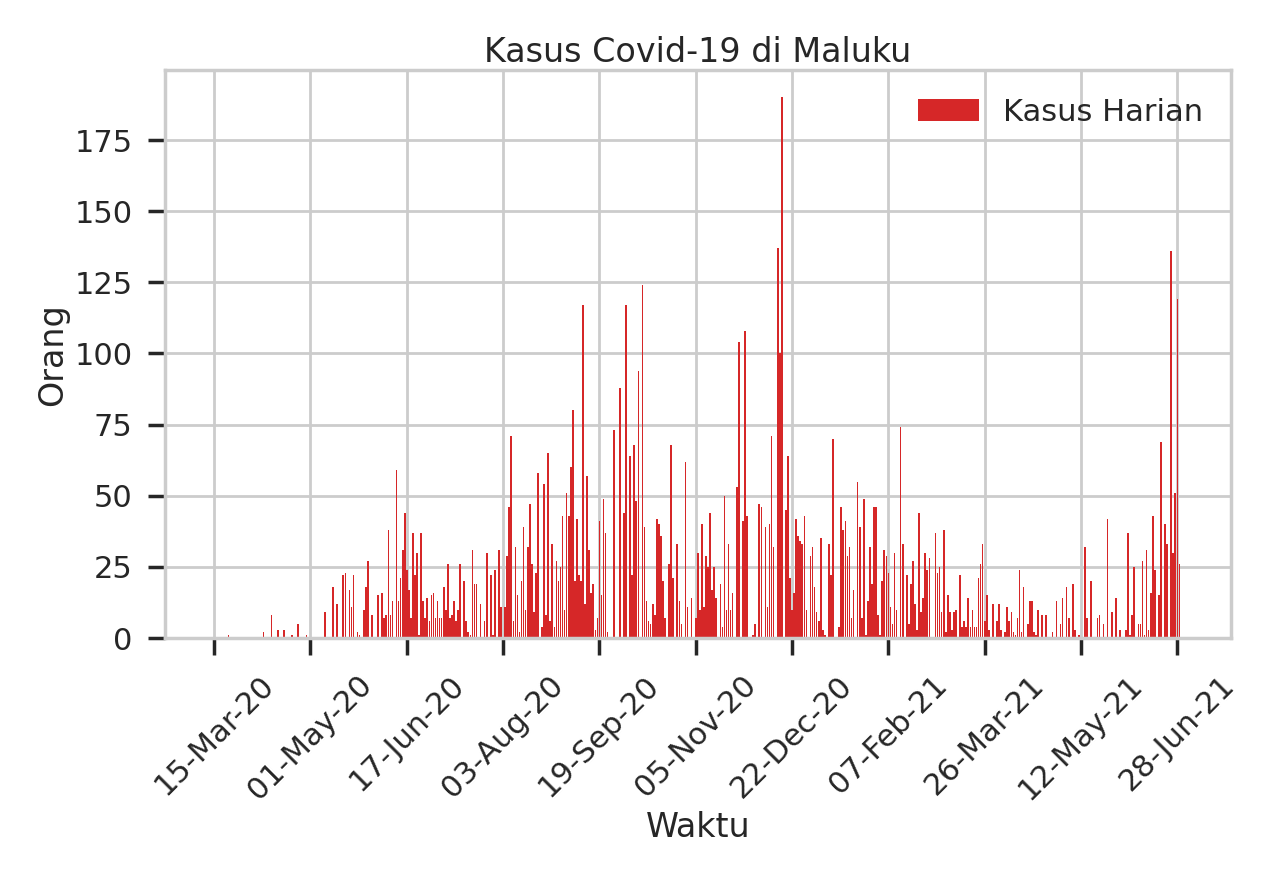 Kasus Covid-19 di Maluku
Kasus Harian
Orang
175
150
125
100
75
50
25
0
15-Mar-20
01-May-20
17-Jun-20
03-Aug-20
19-Sep-20
05-Nov-20
22-Dec-20
07-Feb-21
26-Mar-21
12-May-21
28-Jun-21
Waktu